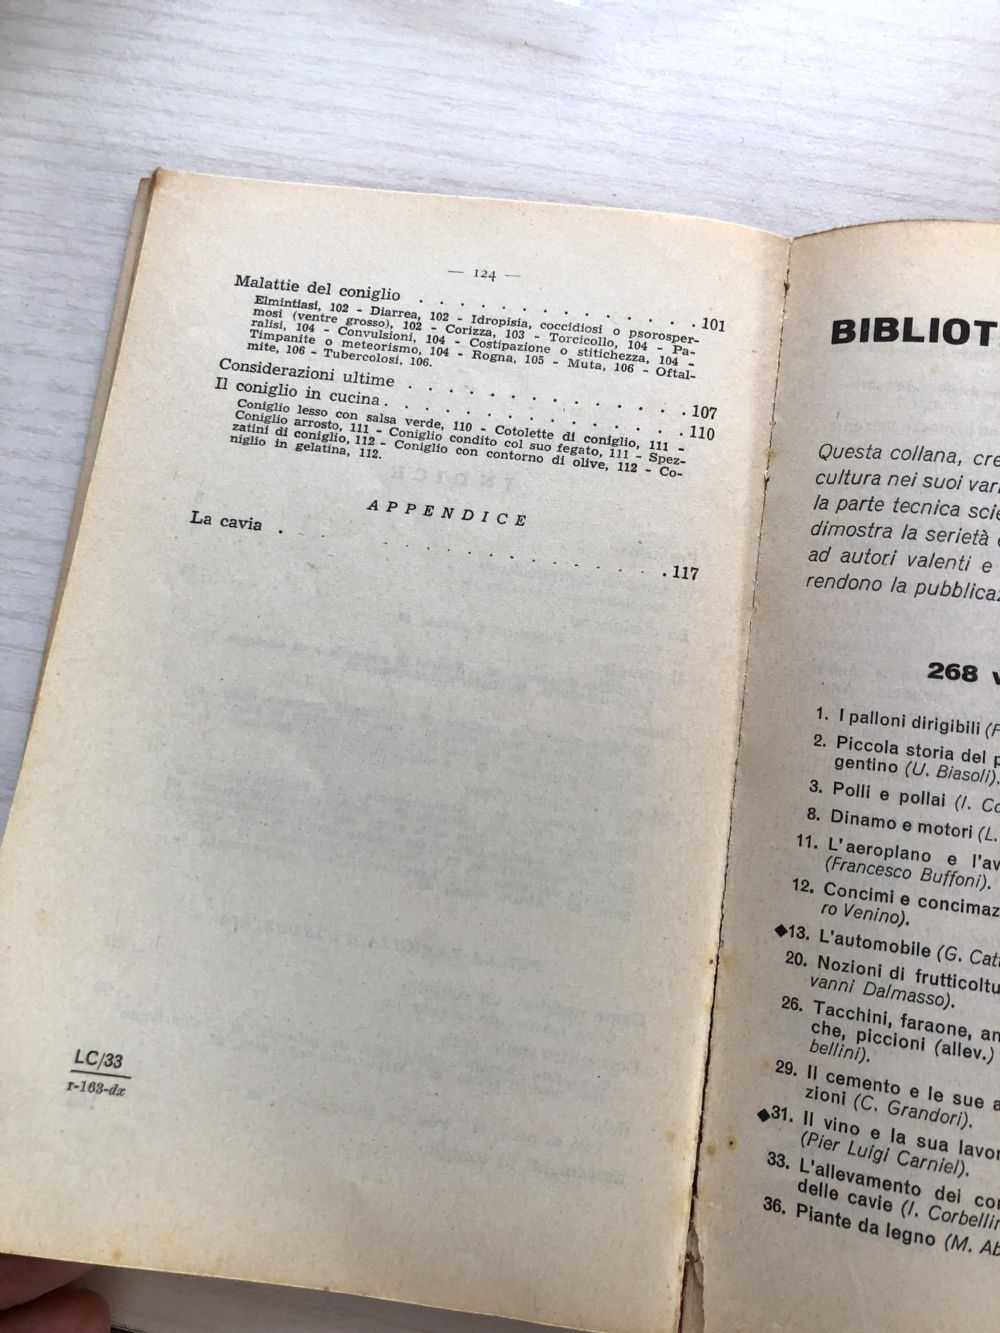 — 124 —
Malattie del coniglio . . . . . . . . . . . . 101
Elmintiasi, 102 - Diarrea, 102 - Idropisia, coccidiosi o psorosper-
mosi (ventre grosso), 102 - Corizza, 103 - Torcicollo, 104 - Pa-
ralisi, 104 - Convulsioni, 104 - Costipazione o stitichezza, 104 -
Timpanite o meteorismo, 104 - Rogna, 105 - Muta, 106 - Oftal-
mite, 106 - Tubercolosi, 106.
Considerazioni ultime . . . . . . . . . . . . 107
Il coniglio in cucina . . . . . . . . . . . . . 110
Coniglio lesso con salsa verde, 110 - Cotolette di coniglio, 111 -
Coniglio arrosto, 111 - Coniglio condito col suo fegato, 111 - Spez-
zatini di coniglio, 112 - Coniglio con contorno di olive, 112 - Co-
niglio in gelatina, 112.
APPENDICE
La cavia . . . . . . . . . . . . . . 117
LC/33
r-163-dx
BIBLIOT
Questa collana, cre
cultura nei suoi vari
la parte tecnica scie
dimostra la serietà
ad autori valenti e
rendono la pubblicaz
268
1. I palloni dirigibili (F
2. Piccola storia del p
gentino (U. Biasoli).
3. Polli e pollai (I. Co
8. Dinamo e motori (L.
11. L'aeroplano e l'av
(Francesco Buffoni).
12. Concimi e concimaz
ro Venino).
◆13. L'automobile (G. Catt
20. Nozioni di frutticoltu
vanni Dalmasso).
26. Tacchini, faraone, an
che, piccioni (allev.)
bellini).
29. Il cemento e le sue a
zioni (C. Grandori).
◆31. Il vino e la sua lavor
(Pier Luigi Carniel).
33. L'allevamento dei con
delle cavie (I. Corbellin
36. Piante da legno (M. Ab